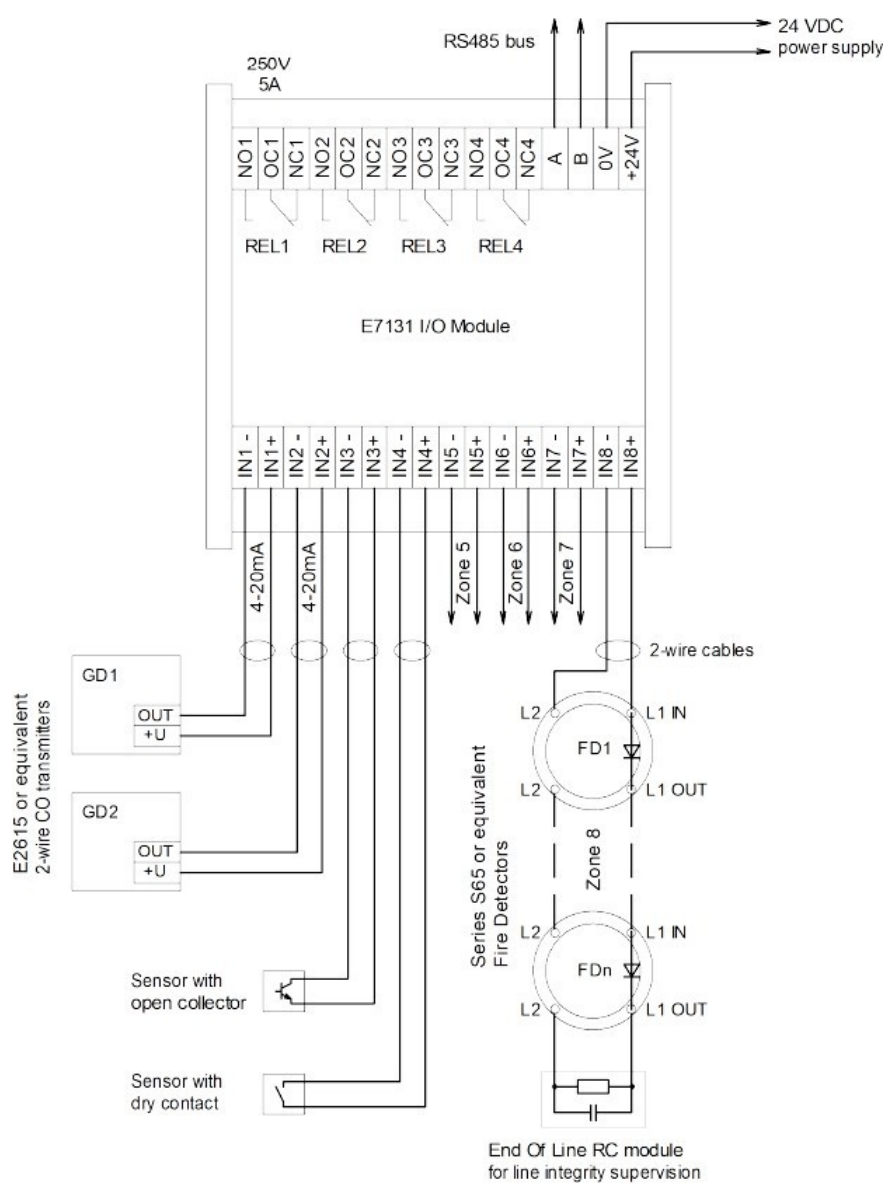 24 VDC
power supply
RS485 bus
250V
5A
NO1 OC1 NC1 NO2 OC2 NC2 NO3 OC3 NC3 NO4 OC4 NC4 A B 0V +24V
REL1 REL2 REL3 REL4
E7131 I/O Module
IN1 - IN1+ IN2 - IN2+ IN3 - IN3+ IN4 - IN4+ IN5 - IN5+ IN6 - IN6+ IN7 - IN7+ IN8 - IN8+
4-20mA 4-20mA Zone 5 Zone 6 Zone 7
2-wire cables
E2615 or equivalent
2-wire CO transmitters
GD1
OUT
+U
GD2
OUT
+U
Sensor with
open collector
Sensor with
dry contact
Series S65 or equivalent
Fire Detectors
L2 L1 IN
FD1
L2 L1 OUT
Zone 8
L2 L1 IN
FDn
L2 L1 OUT
End Of Line RC module
for line integrity supervision